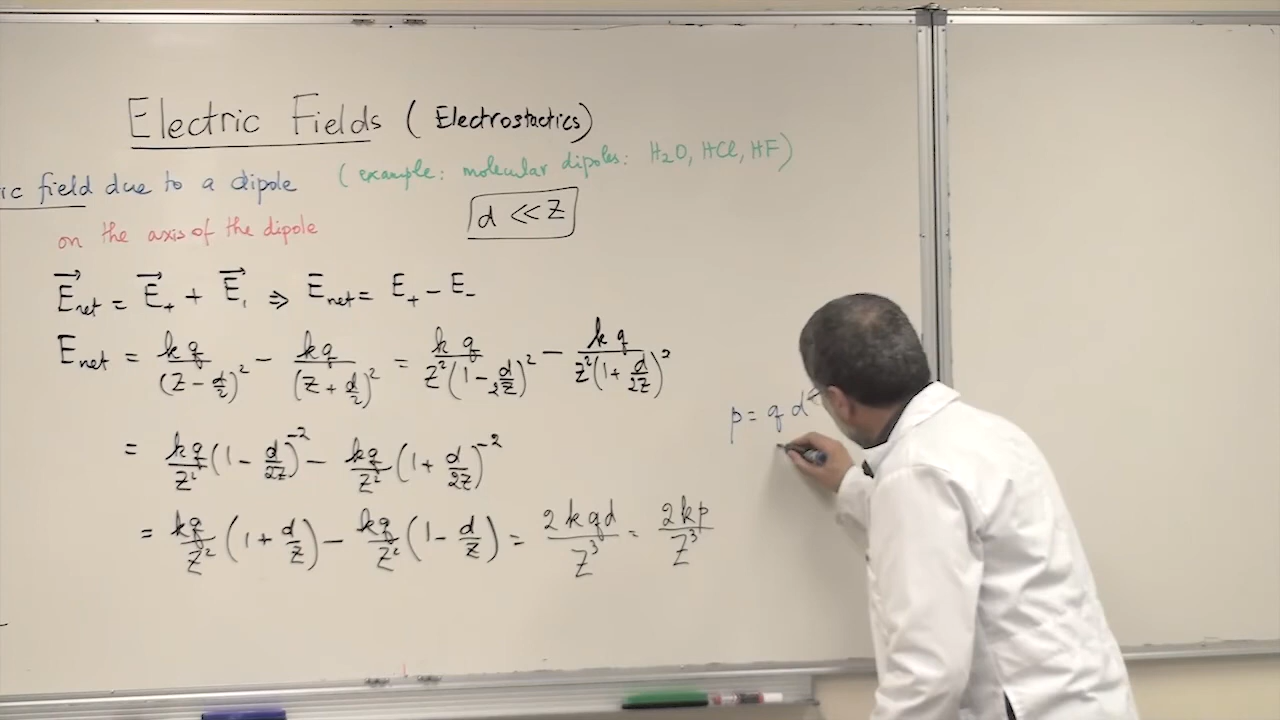 Electric Fields ( Electrostactics)
ic field due to a dipole (example: molecular dipoles: H₂O, HCl, HF)
d << Z
on the axis of the dipole
E⃗net = E⃗₊ + E⃗, ⇒ Enet = E₊ − E₋
Enet = kq/(Z − d/2)² − kq/(Z + d/2)² = kq/Z²(1 − d/2Z)² − kq/Z²(1 + d/2Z)²
p = q d
= kq/Z² (1 − d/2Z)⁻² − kq/Z² (1 + d/2Z)⁻²
= kq/Z² (1 + d/Z) − kq/Z² (1 − d/Z) = 2kqd/Z³ = 2kp/Z³